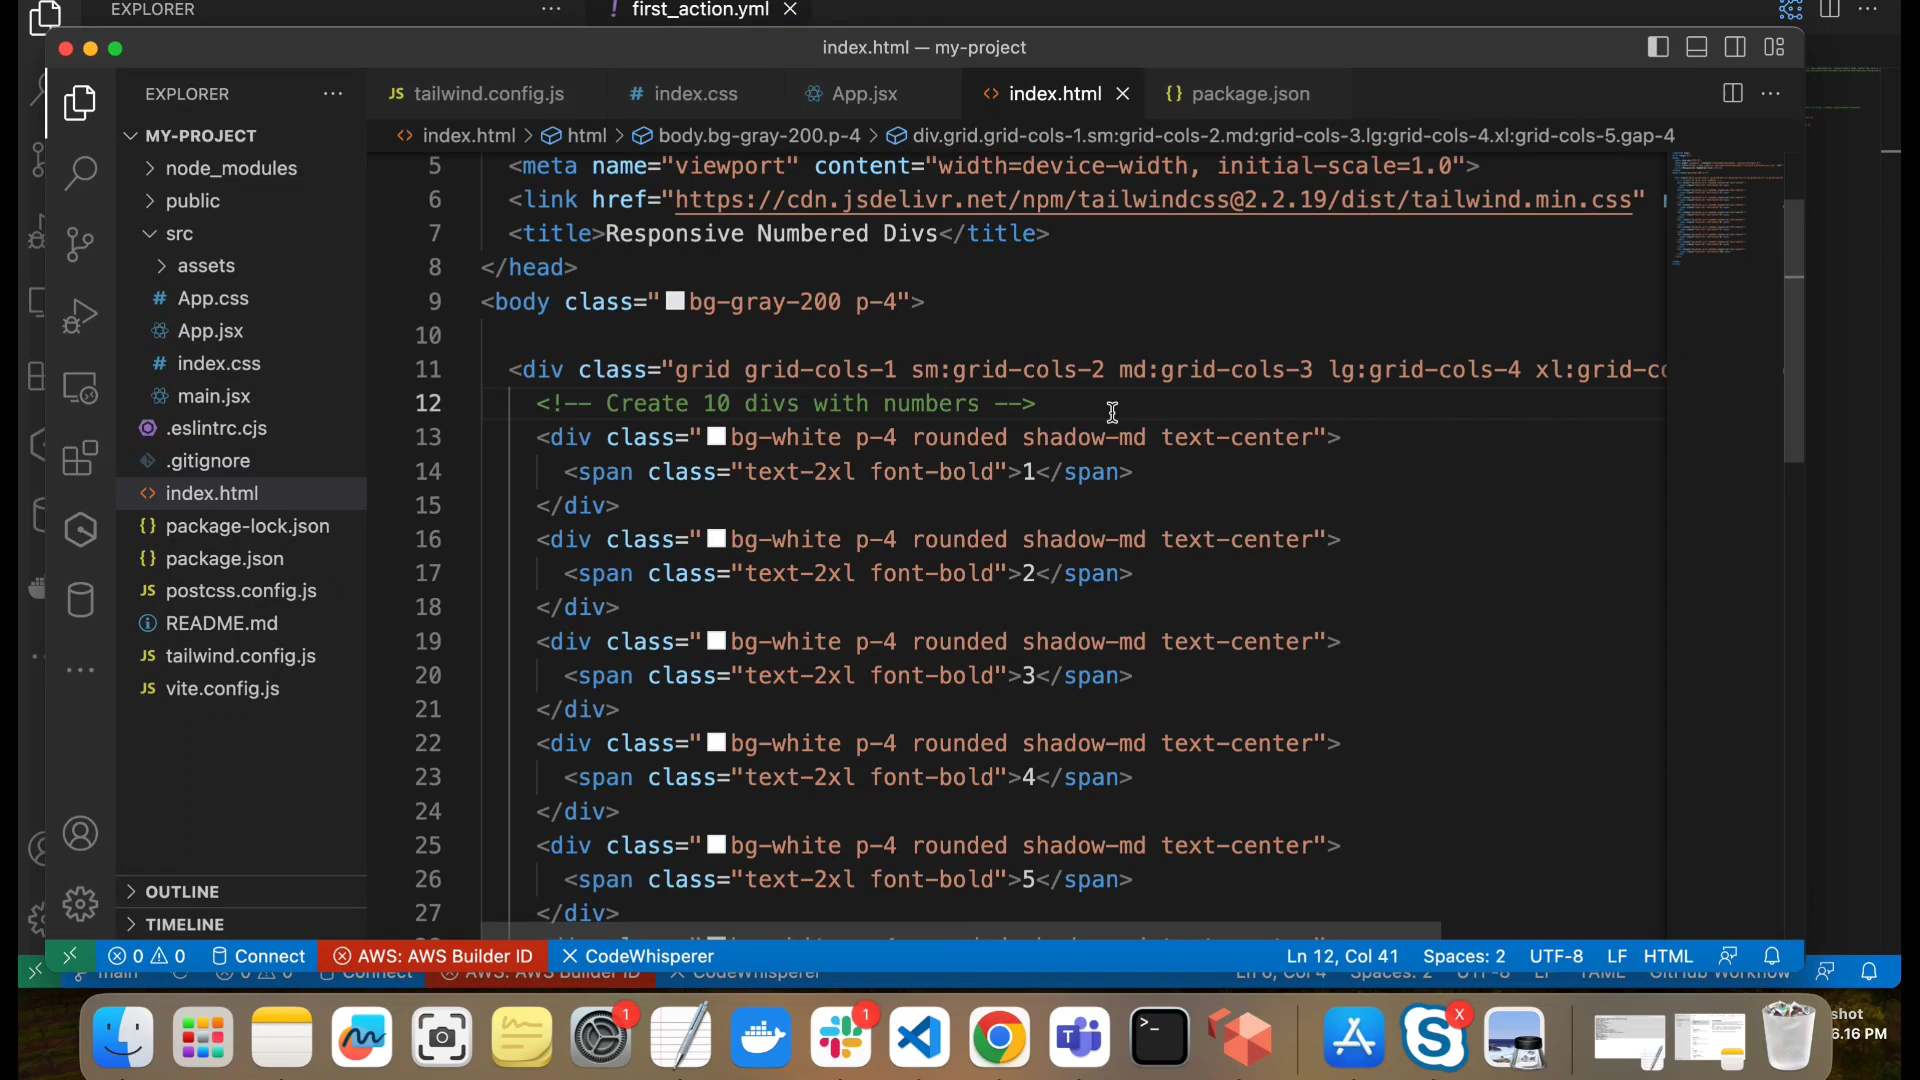 EXPLORER ··· ! first_action.yml ×
index.html — my-project
EXPLORER ···
JS tailwind.config.js # index.css App.jsx <> index.html × {} package.json ···
<> index.html > html > body.bg-gray-200.p-4 > div.grid.grid-cols-1.sm:grid-cols-2.md:grid-cols-3.lg:grid-cols-4.xl:grid-cols-5.gap-4
MY-PROJECT
node_modules
public
src
assets
# App.css
App.jsx
# index.css
main.jsx
.eslintrc.cjs
.gitignore
<> index.html
{} package-lock.json
{} package.json
JS postcss.config.js
README.md
JS tailwind.config.js
JS vite.config.js
OUTLINE
TIMELINE
5 <meta name="viewport" content="width=device-width, initial-scale=1.0">
6 <link href="https://cdn.jsdelivr.net/npm/tailwindcss@2.2.19/dist/tailwind.min.css"
7 <title>Responsive Numbered Divs</title>
8 </head>
9 <body class="bg-gray-200 p-4">
10
11 <div class="grid grid-cols-1 sm:grid-cols-2 md:grid-cols-3 lg:grid-cols-4 xl:grid-co
12 <!-- Create 10 divs with numbers -->
13 <div class="bg-white p-4 rounded shadow-md text-center">
14 <span class="text-2xl font-bold">1</span>
15 </div>
16 <div class="bg-white p-4 rounded shadow-md text-center">
17 <span class="text-2xl font-bold">2</span>
18 </div>
19 <div class="bg-white p-4 rounded shadow-md text-center">
20 <span class="text-2xl font-bold">3</span>
21 </div>
22 <div class="bg-white p-4 rounded shadow-md text-center">
23 <span class="text-2xl font-bold">4</span>
24 </div>
25 <div class="bg-white p-4 rounded shadow-md text-center">
26 <span class="text-2xl font-bold">5</span>
27 </div>
0 0 Connect AWS: AWS Builder ID CodeWhisperer Ln 12, Col 41 Spaces: 2 UTF-8 LF HTML
1 1 >_ X
shot
6.16 PM